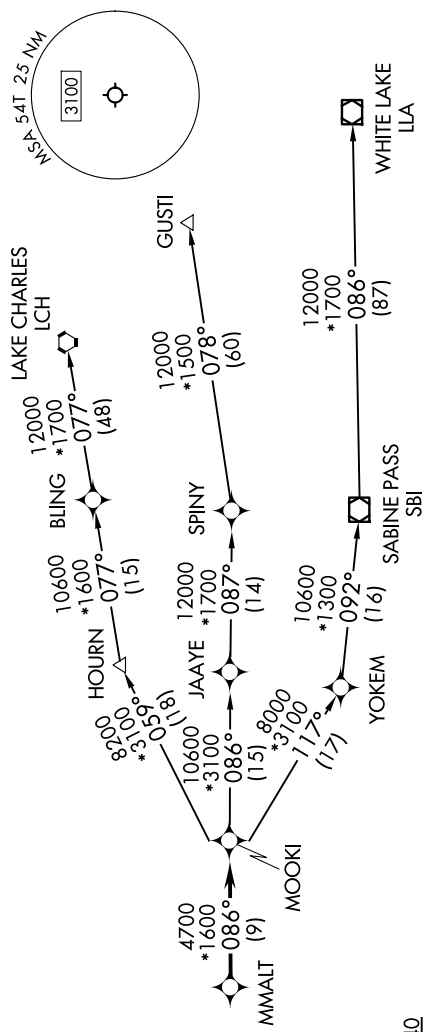 MSA 54T 25 NM
3100
LAKE CHARLES
LCH
12000
*1700
077°
(48)
BLING
10600
*1600
077°
(15)
HOURN
8200
*3100
059°
(18)
GUSTI
12000
*1500
078°
(60)
SPINY
12000
*1700
087°
(14)
JAAYE
10600
*3100
086°
(15)
MOOKI
4700
*1600
086°
(9)
MMALT
8000
*3100
117°
(17)
YOKEM
10600
*1300
092°
(16)
SABINE PASS
SBI
12000
*1700
086°
(87)
WHITE LAKE
LLA
40